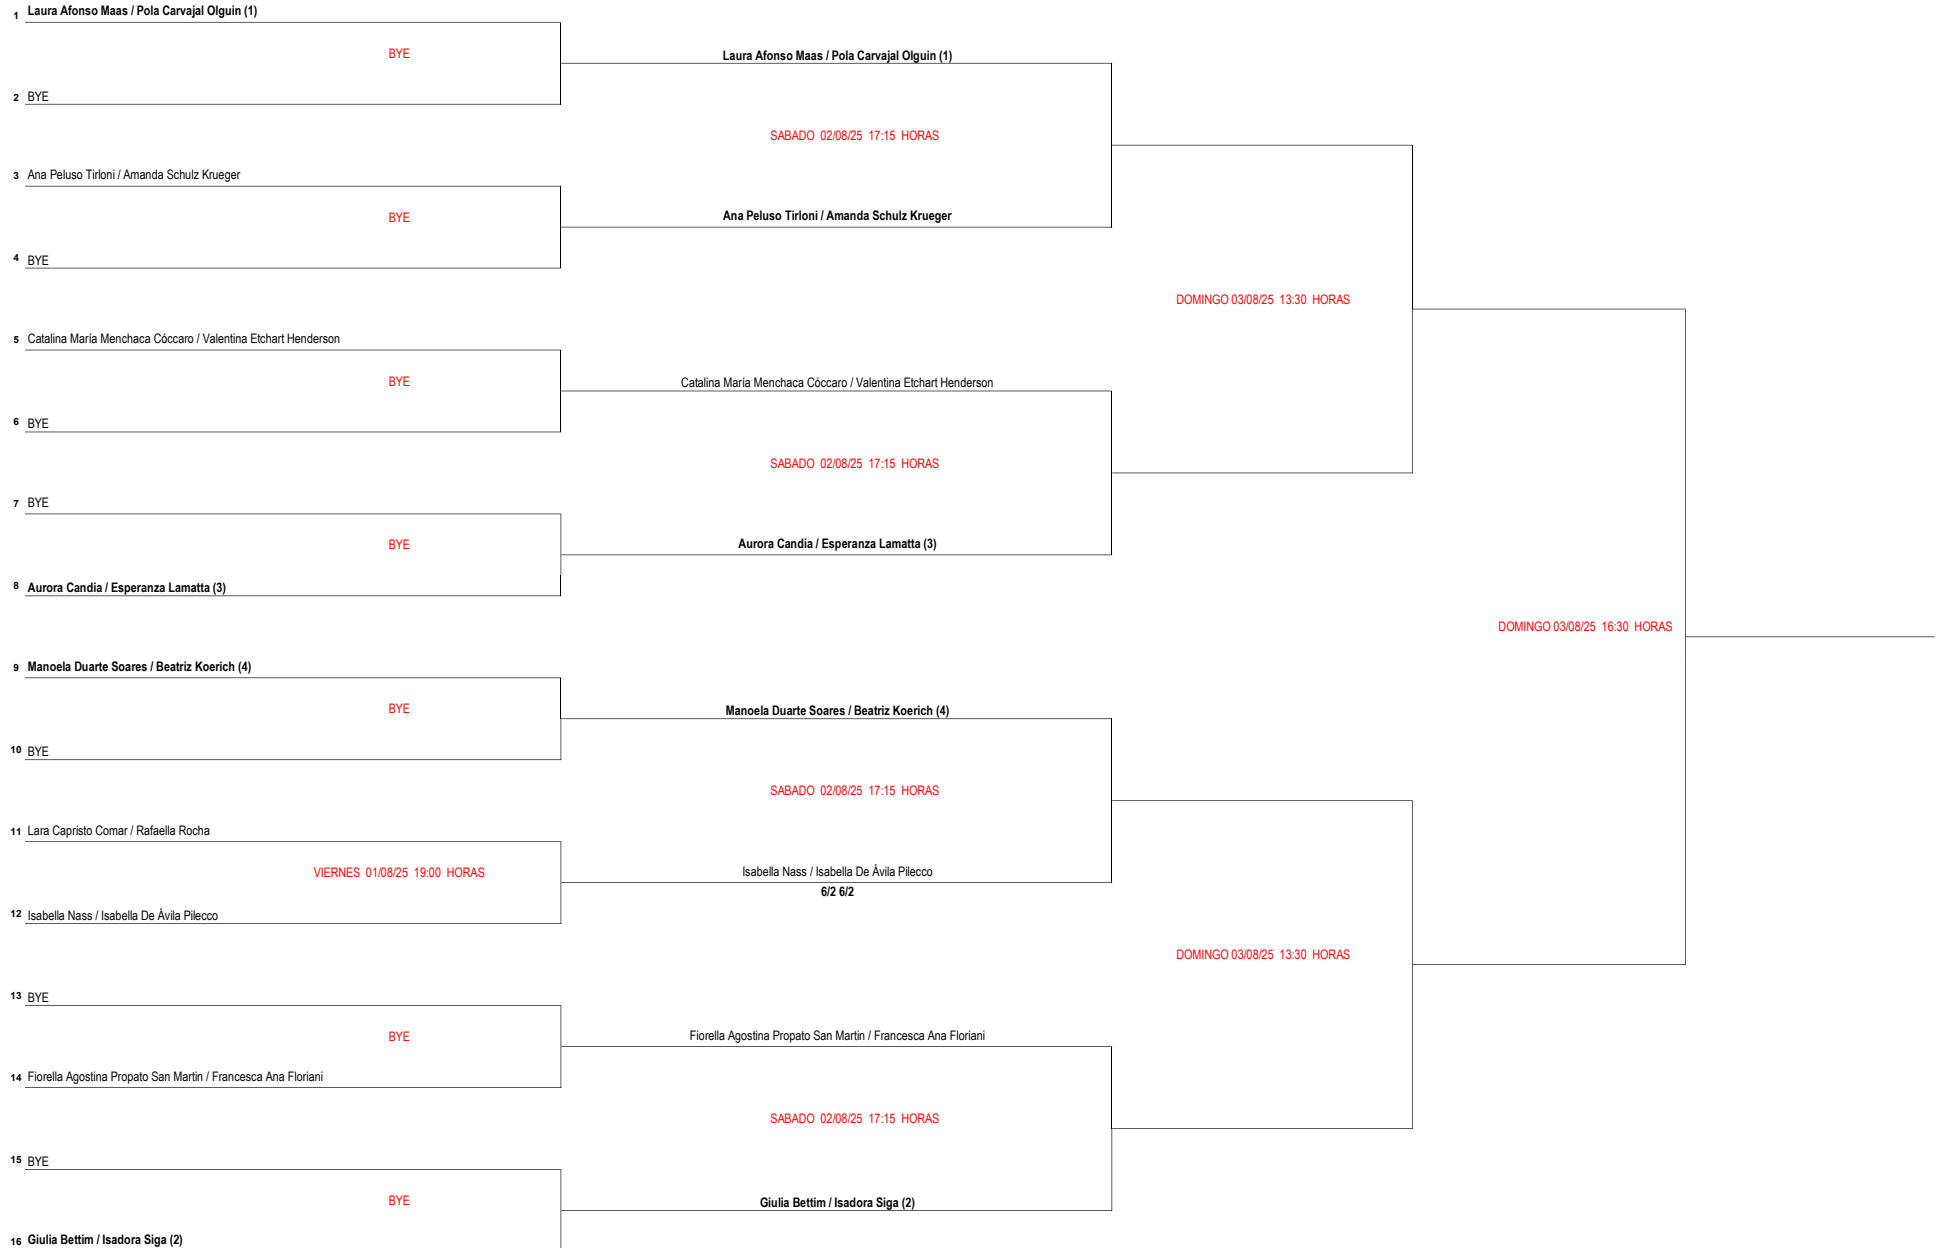 1 Laura Afonso Maas / Pola Carvajal Olguin (1)
BYE
Laura Afonso Maas / Pola Carvajal Olguin (1)
2 BYE
SABADO 02/08/25 17:15 HORAS
3 Ana Peluso Tirloni / Amanda Schulz Krueger
BYE
Ana Peluso Tirloni / Amanda Schulz Krueger
4 BYE
DOMINGO 03/08/25 13:30 HORAS
5 Catalina María Menchaca Cóccaro / Valentina Etchart Henderson
BYE
Catalina María Menchaca Cóccaro / Valentina Etchart Henderson
6 BYE
SABADO 02/08/25 17:15 HORAS
7 BYE
BYE
Aurora Candia / Esperanza Lamatta (3)
8 Aurora Candia / Esperanza Lamatta (3)
DOMINGO 03/08/25 16:30 HORAS
9 Manoela Duarte Soares / Beatriz Koerich (4)
BYE
Manoela Duarte Soares / Beatriz Koerich (4)
10 BYE
SABADO 02/08/25 17:15 HORAS
11 Lara Capristo Comar / Rafaella Rocha
VIERNES 01/08/25 19:00 HORAS
Isabella Nass / Isabella De Ávila Pilecco
6/2 6/2
12 Isabella Nass / Isabella De Ávila Pilecco
DOMINGO 03/08/25 13:30 HORAS
13 BYE
BYE
Fiorella Agostina Propato San Martin / Francesca Ana Floriani
14 Fiorella Agostina Propato San Martin / Francesca Ana Floriani
SABADO 02/08/25 17:15 HORAS
15 BYE
BYE
Giulia Bettim / Isadora Siga (2)
16 Giulia Bettim / Isadora Siga (2)